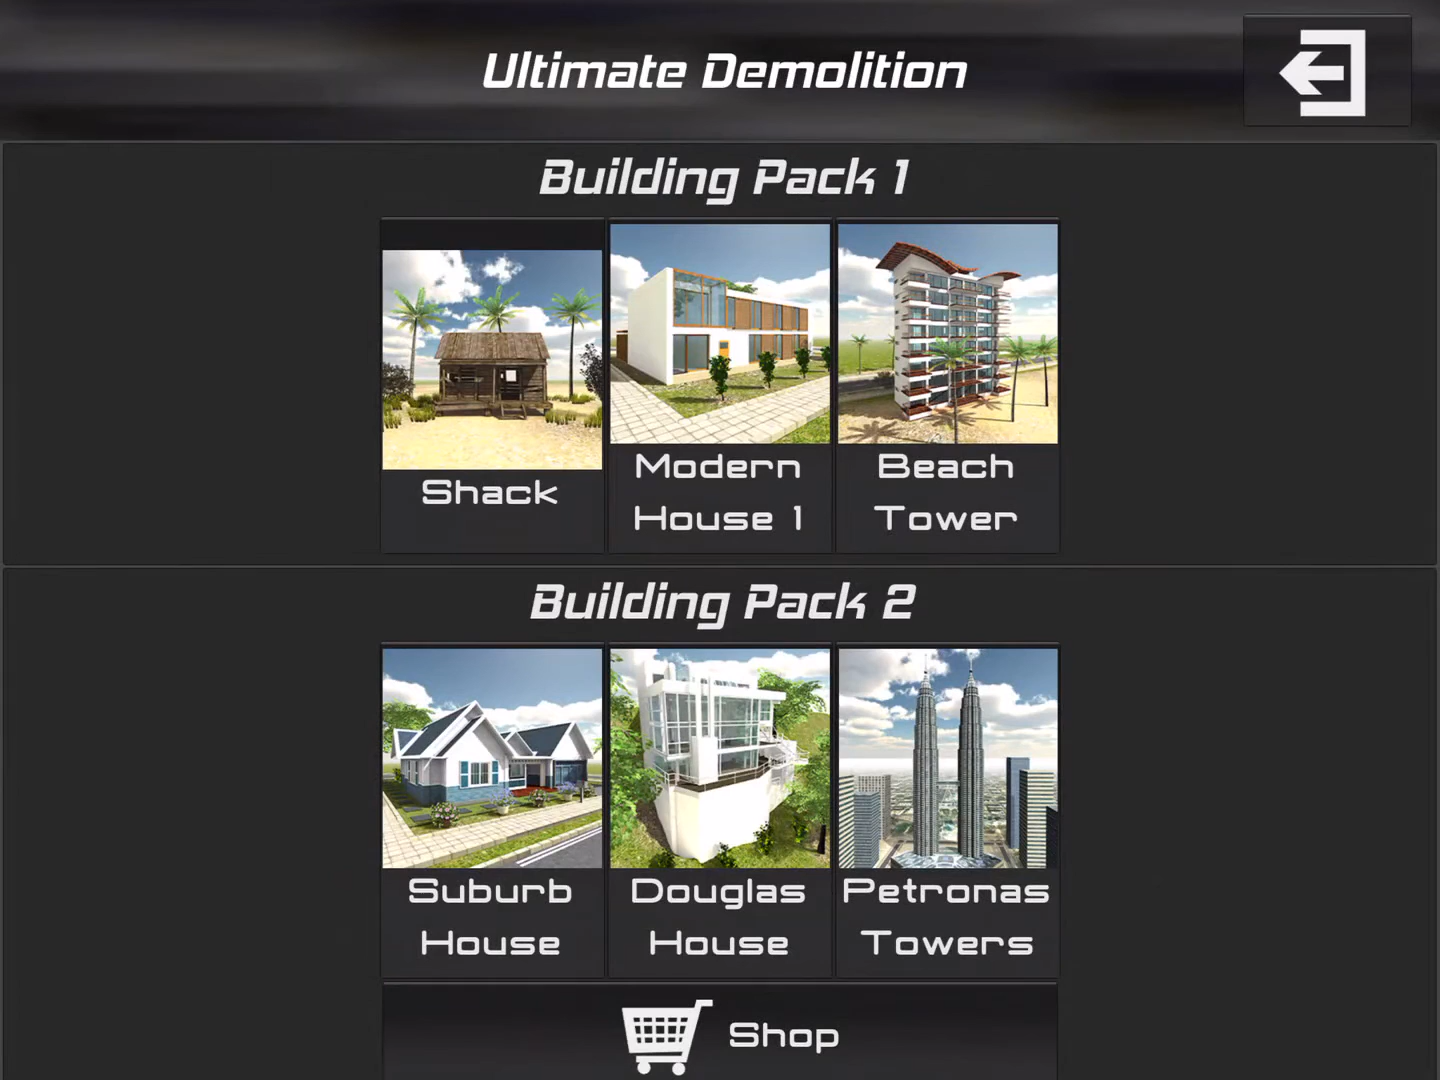 Ultimate Demolition
Building Pack 1
Shack
Modern
House 1
Beach
Tower
Building Pack 2
Suburb
House
Douglas
House
Petronas
Towers
Shop